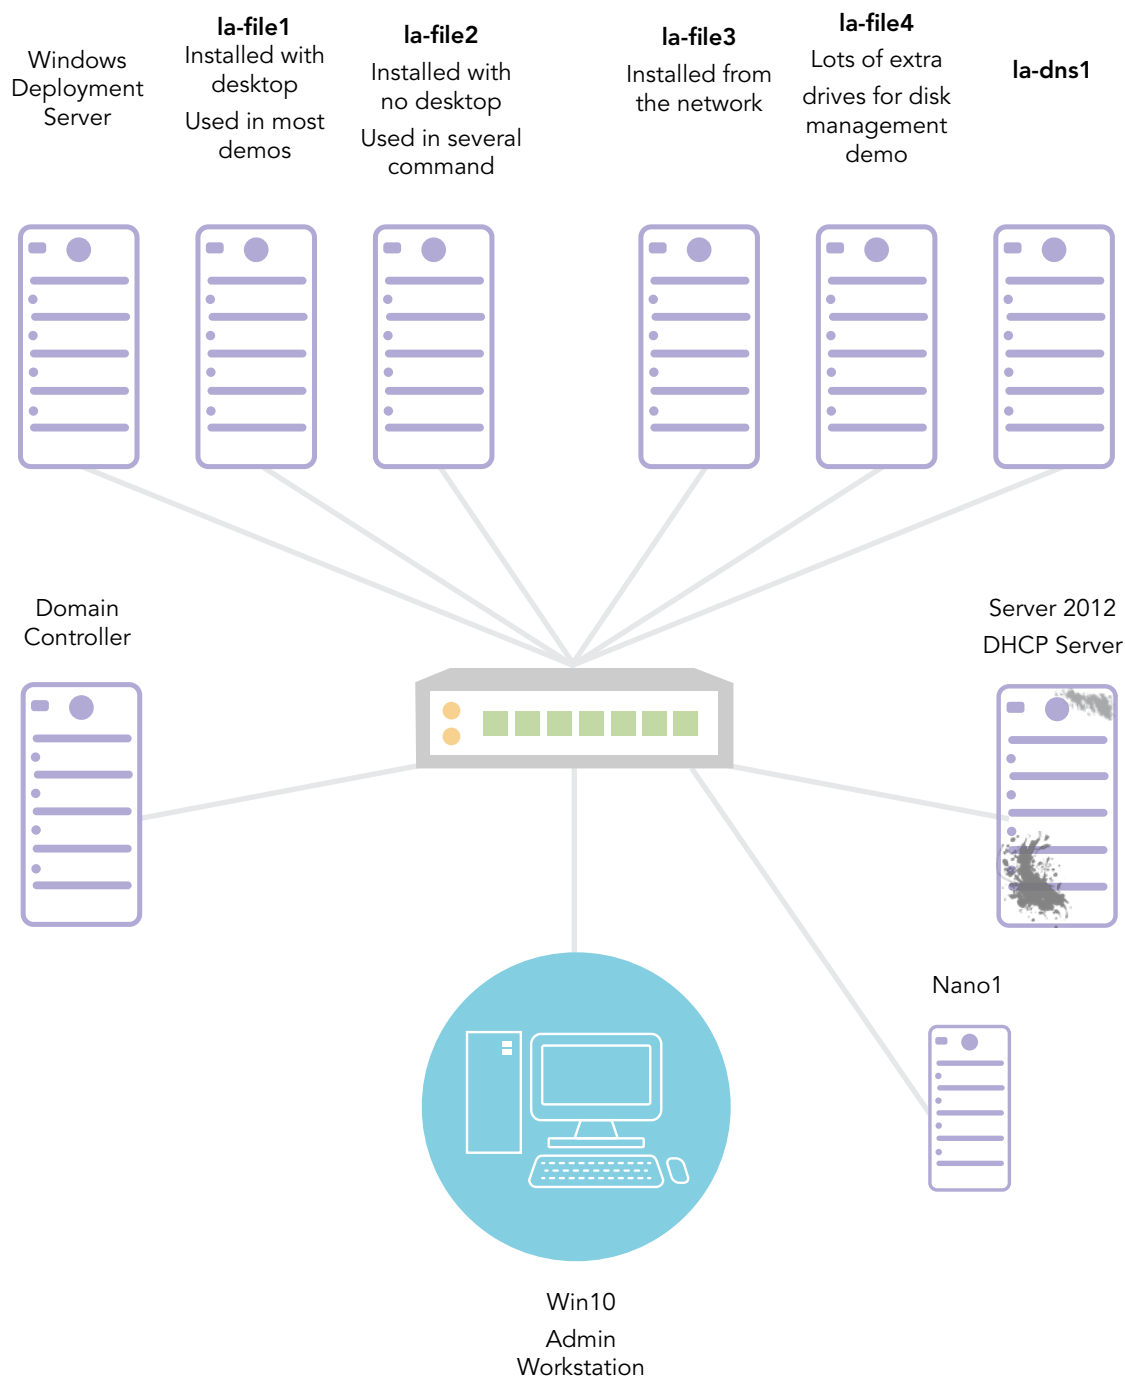 Windows
Deployment
Server
la-file1
Installed with
desktop
Used in most
demos
la-file2
Installed with
no desktop
Used in several
command
la-file3
Installed from
the network
la-file4
Lots of extra
drives for disk
management
demo
la-dns1
Domain
Controller
Server 2012
DHCP Server
Nano1
Win10
Admin
Workstation